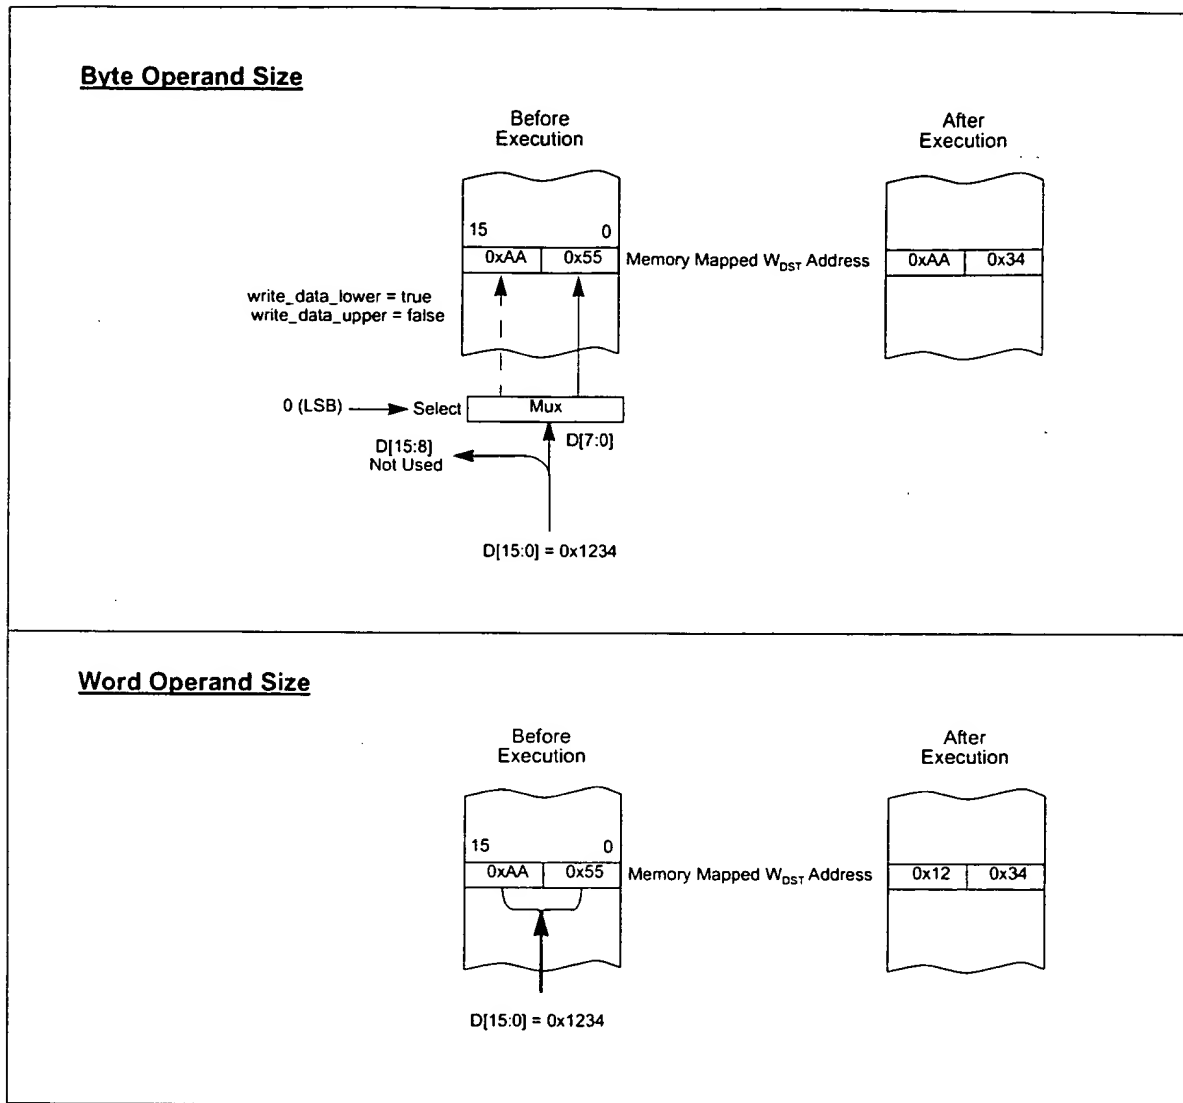 Byte Operand Size
Before
Execution
After
Execution
15 0
0xAA 0x55 Memory Mapped W_DST Address 0xAA 0x34
write_data_lower = true
write_data_upper = false
0 (LSB) Select Mux
D[7:0]
D[15:8]
Not Used
D[15:0] = 0x1234
Word Operand Size
Before
Execution
After
Execution
15 0
0xAA 0x55 Memory Mapped W_DST Address 0x12 0x34
D[15:0] = 0x1234